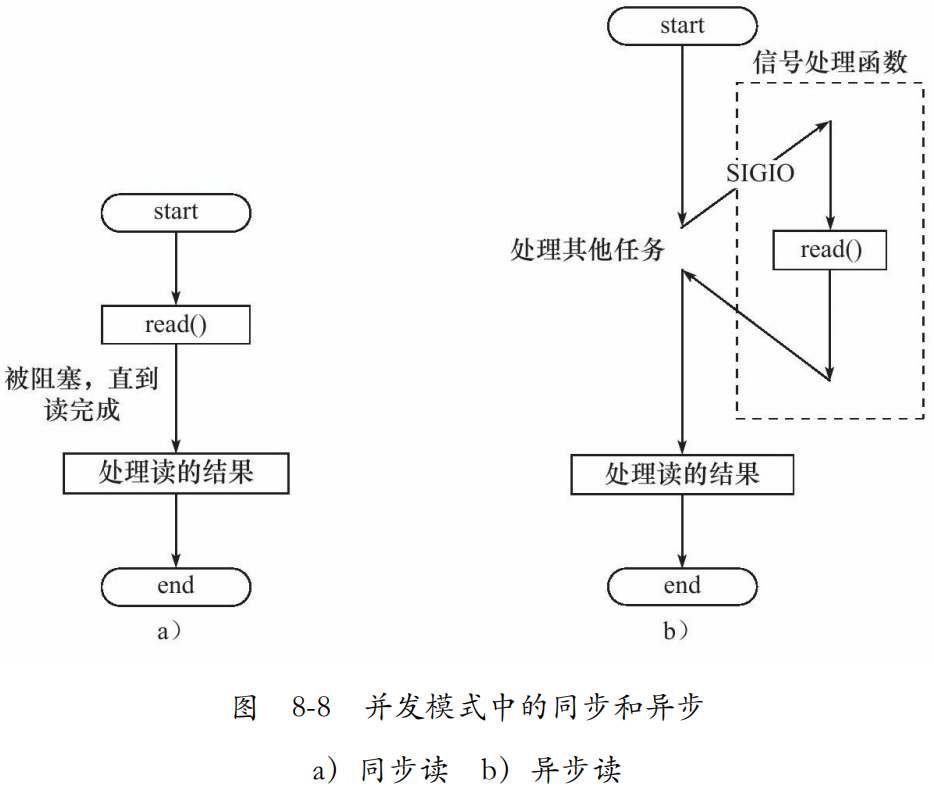 start
read()
被阻塞，直到
读完成
处理读的结果
end
a）
start
信号处理函数
SIGIO
处理其他任务
read()
处理读的结果
end
b）
图 8-8 并发模式中的同步和异步
a）同步读 b）异步读